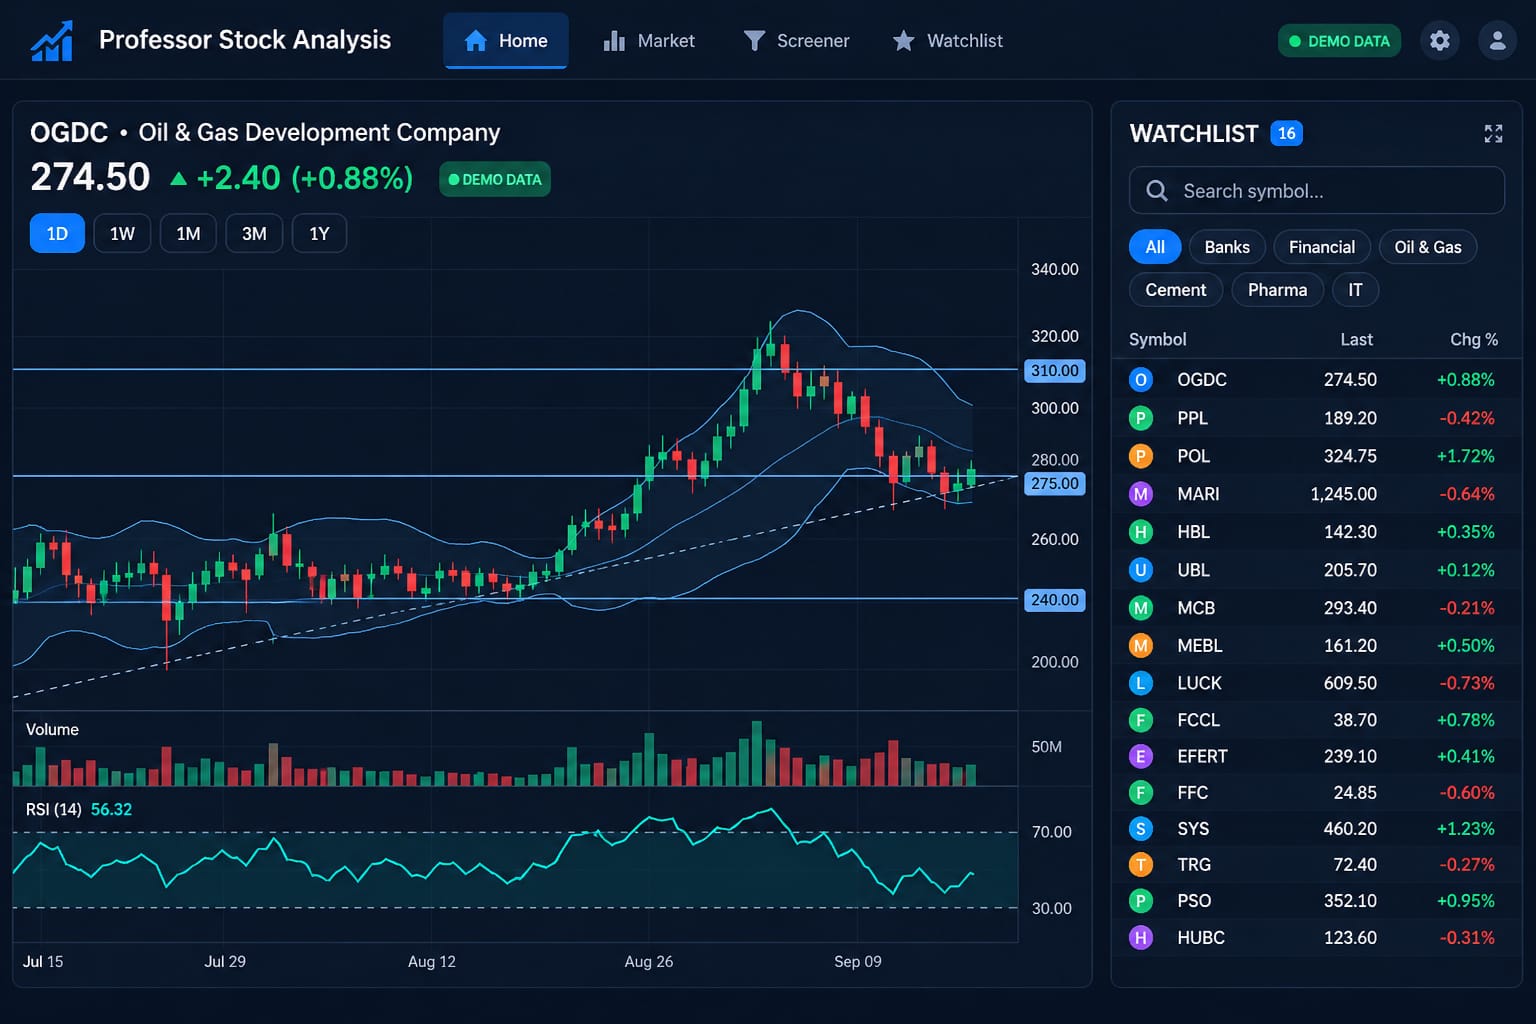 Professor Stock Analysis
Home
Market
Screener
Watchlist
DEMO DATA
OGDC • Oil & Gas Development Company
274.50 ▲ +2.40 (+0.88%)
DEMO DATA
1D 1W 1M 3M 1Y
340.00
320.00
310.00
300.00
280.00
275.00
260.00
240.00
200.00
Volume
50M
RSI (14) 56.32
70.00
30.00
Jul 15
Jul 29
Aug 12
Aug 26
Sep 09
WATCHLIST 16
Search symbol...
All Banks Financial Oil & Gas
Cement Pharma IT
Symbol Last Chg %
O OGDC 274.50 +0.88%
P PPL 189.20 -0.42%
P POL 324.75 +1.72%
M MARI 1,245.00 -0.64%
H HBL 142.30 +0.35%
U UBL 205.70 +0.12%
M MCB 293.40 -0.21%
M MEBL 161.20 +0.50%
L LUCK 609.50 -0.73%
F FCCL 38.70 +0.78%
E EFERT 239.10 +0.41%
F FFC 24.85 -0.60%
S SYS 460.20 +1.23%
T TRG 72.40 -0.27%
P PSO 352.10 +0.95%
H HUBC 123.60 -0.31%